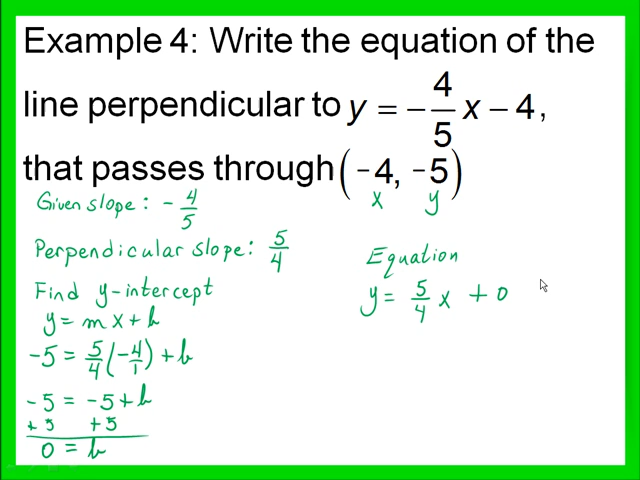 Example 4: Write the equation of the
line perpendicular to y = -4/5 x - 4,
that passes through (-4, -5)
x y
Given slope: -4/5
Perpendicular slope: 5/4
Find y-intercept
y = mx + b
-5 = 5/4 (-4/1) + b
-5 = -5 + b
+5 +5
0 = b
Equation
y = 5/4 x + 0